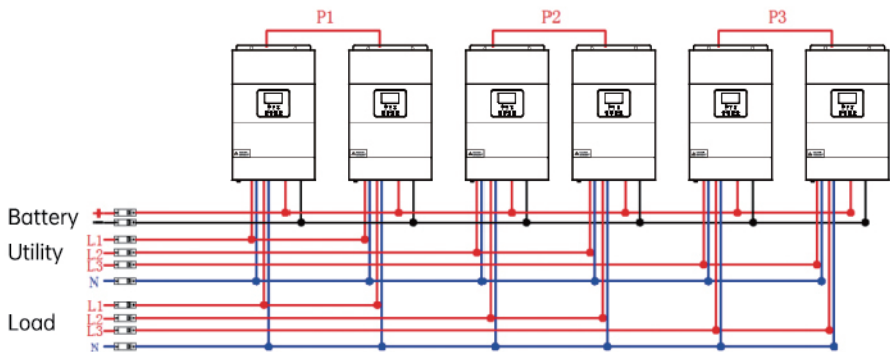 P1 P2 P3
Battery + −
L1
Utility L2
L3
N
L1
Load L2
L3
N